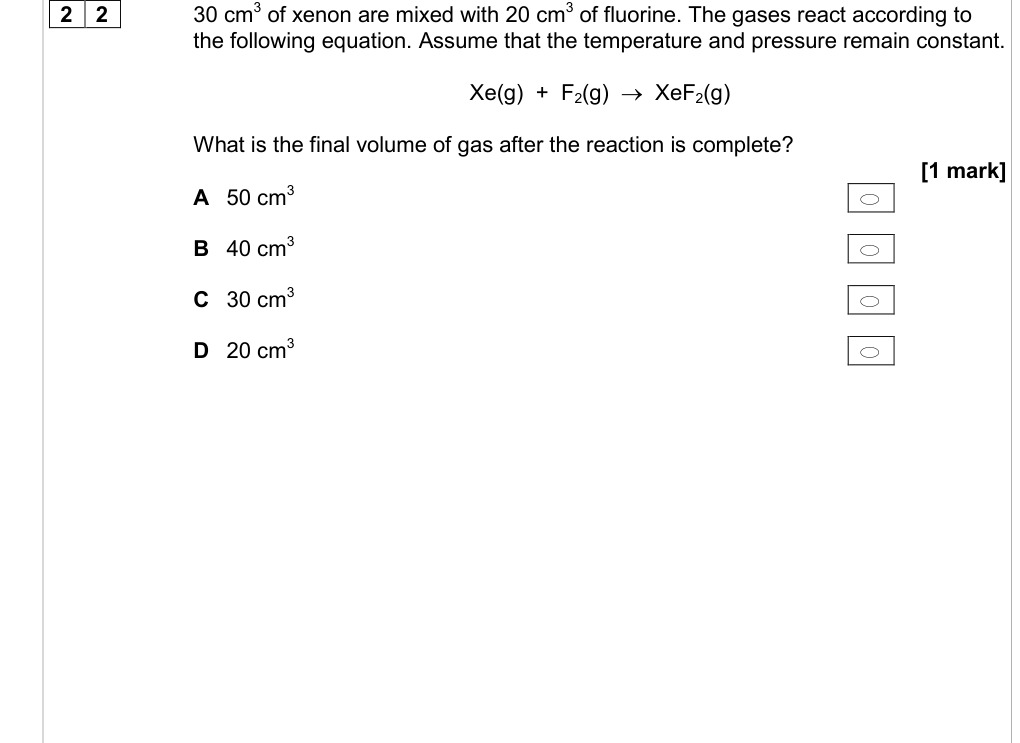 2 2 30 cm³ of xenon are mixed with 20 cm³ of fluorine. The gases react according to
the following equation. Assume that the temperature and pressure remain constant.
Xe(g) + F₂(g) → XeF₂(g)
What is the final volume of gas after the reaction is complete?
[1 mark]
A 50 cm³
B 40 cm³
C 30 cm³
D 20 cm³